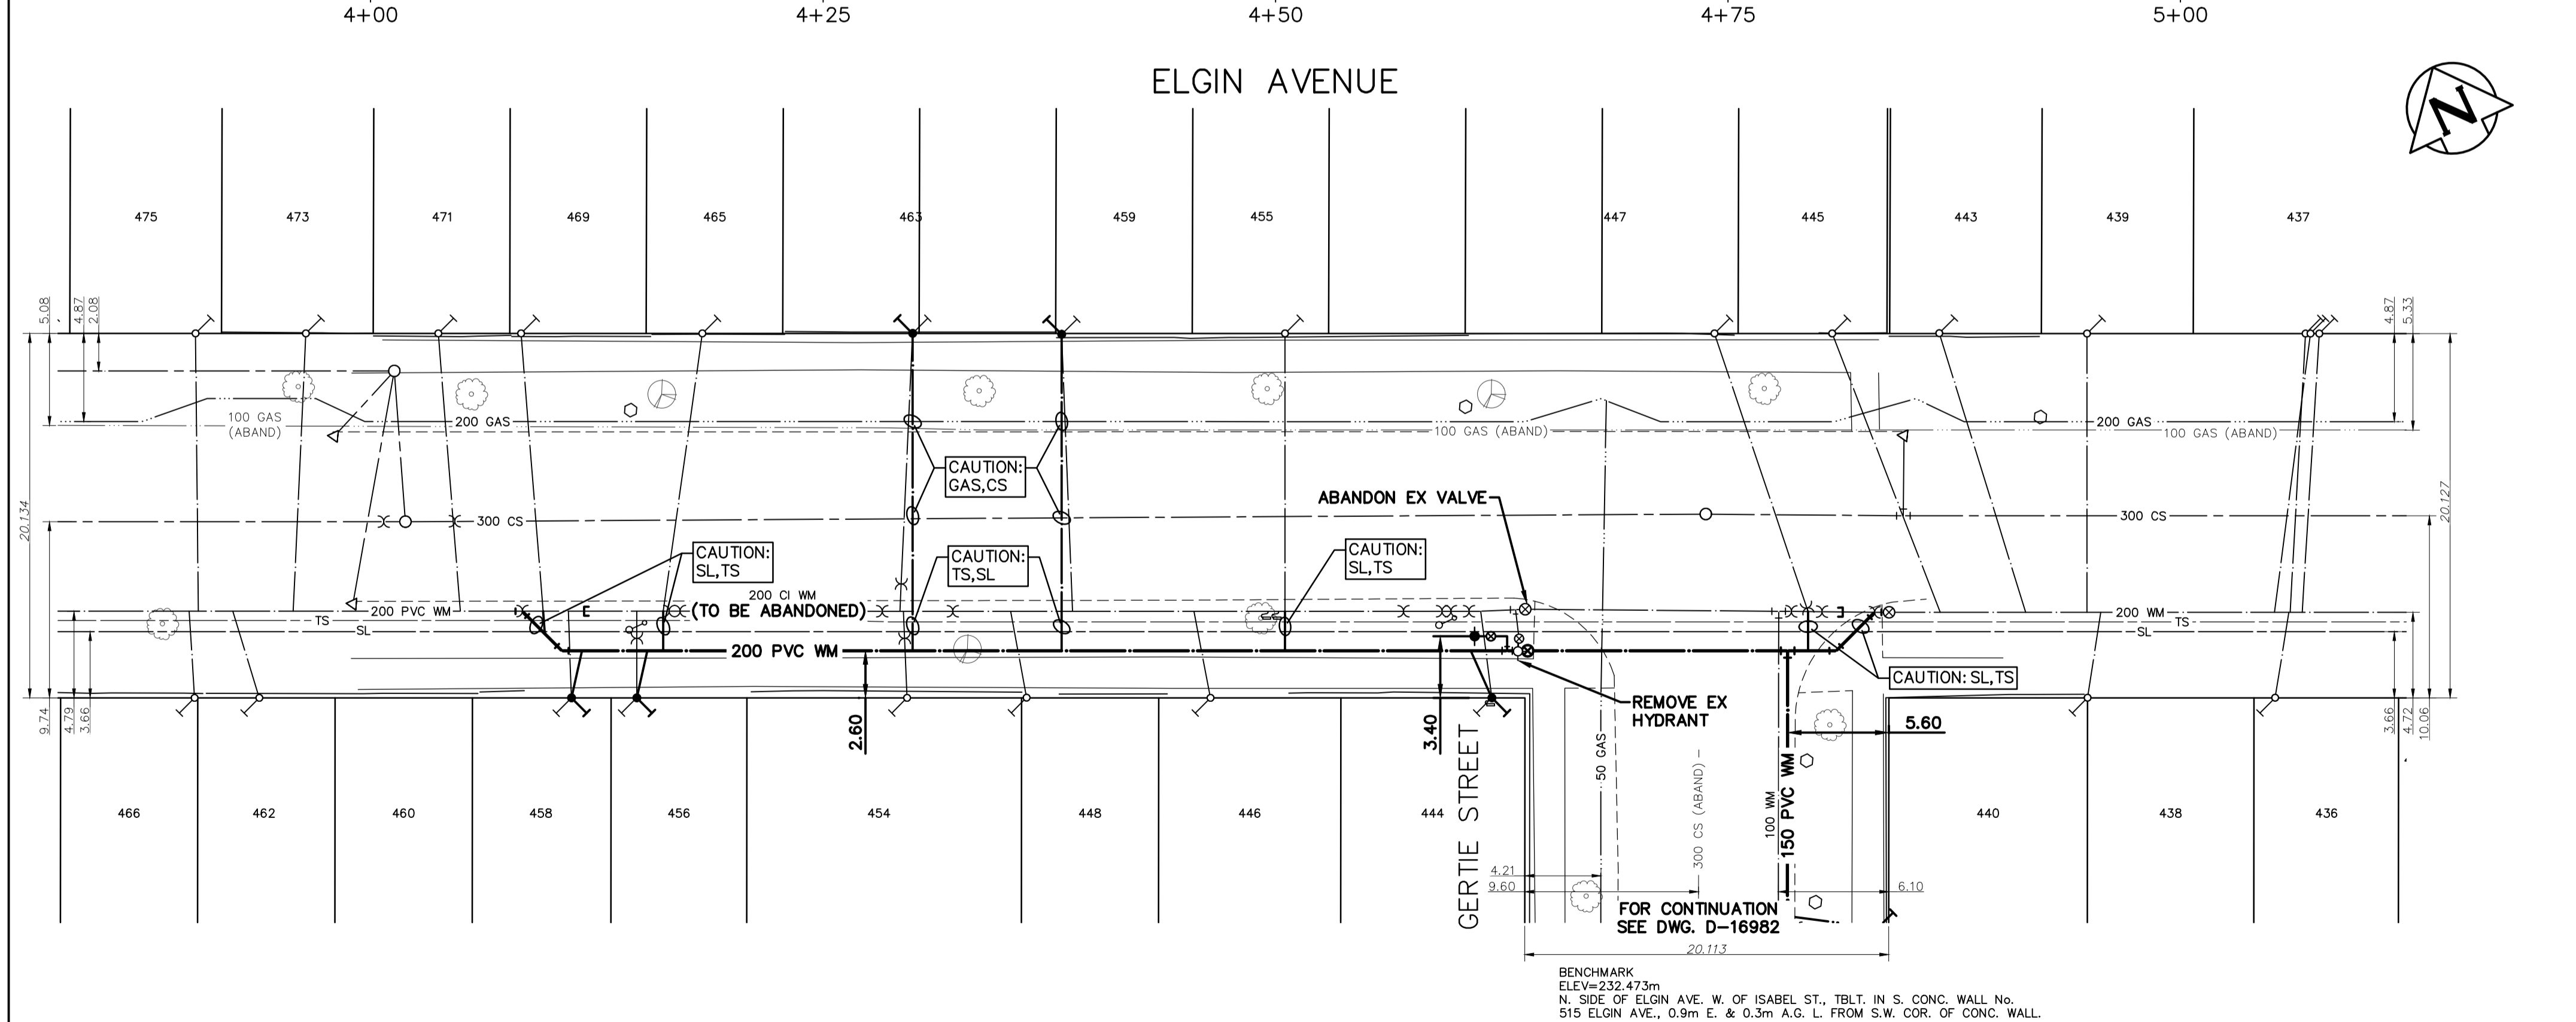 4+00
4+25
4+50
4+75
5+00
ELGIN AVENUE
N
475
473
471
469
465
463
459
455
447
445
443
439
437
5.08
4.87
2.08
4.87
5.33
100 GAS
(ABAND)
200 GAS
100 GAS (ABAND)
200 GAS
100 GAS (ABAND)
CAUTION:
GAS,CS
ABANDON EX VALVE
20.134
20.127
300 CS
300 CS
CAUTION:
SL,TS
CAUTION:
TS,SL
CAUTION:
SL,TS
200 CI WM
(TO BE ABANDONED)
200 PVC WM
TS
SL
E
200 WM
TS
SL
200 PVC WM
CAUTION: SL,TS
REMOVE EX
HYDRANT
9.74
4.79
3.66
2.60
3.40
5.60
3.66
4.72
10.06
GERTIE STREET
50 GAS
300 CS (ABAND)
100 WM
150 PVC WM
466
462
460
458
456
454
448
446
444
440
438
436
4.21
9.60
6.10
FOR CONTINUATION
SEE DWG. D-16982
20.113
BENCHMARK
ELEV=232.473m
N. SIDE OF ELGIN AVE. W. OF ISABEL ST., TBLT. IN S. CONC. WALL No.
515 ELGIN AVE., 0.9m E. & 0.3m A.G. L. FROM S.W. COR. OF CONC. WALL.